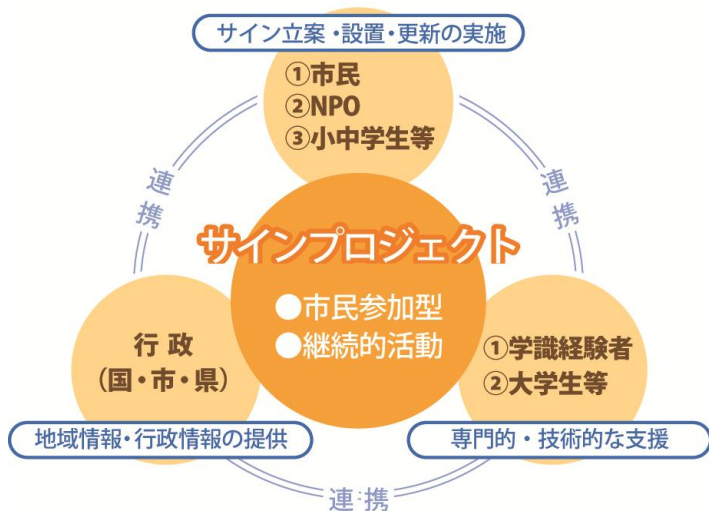 サイン立案・設置・更新の実施
①市民
②NPO
③小中学生等
連携
連携
サインプロジェクト
●市民参加型
●継続的活動
行政
（国・市・県）
①学識経験者
②大学生等
地域情報・行政情報の提供
専門的・技術的な支援
連携